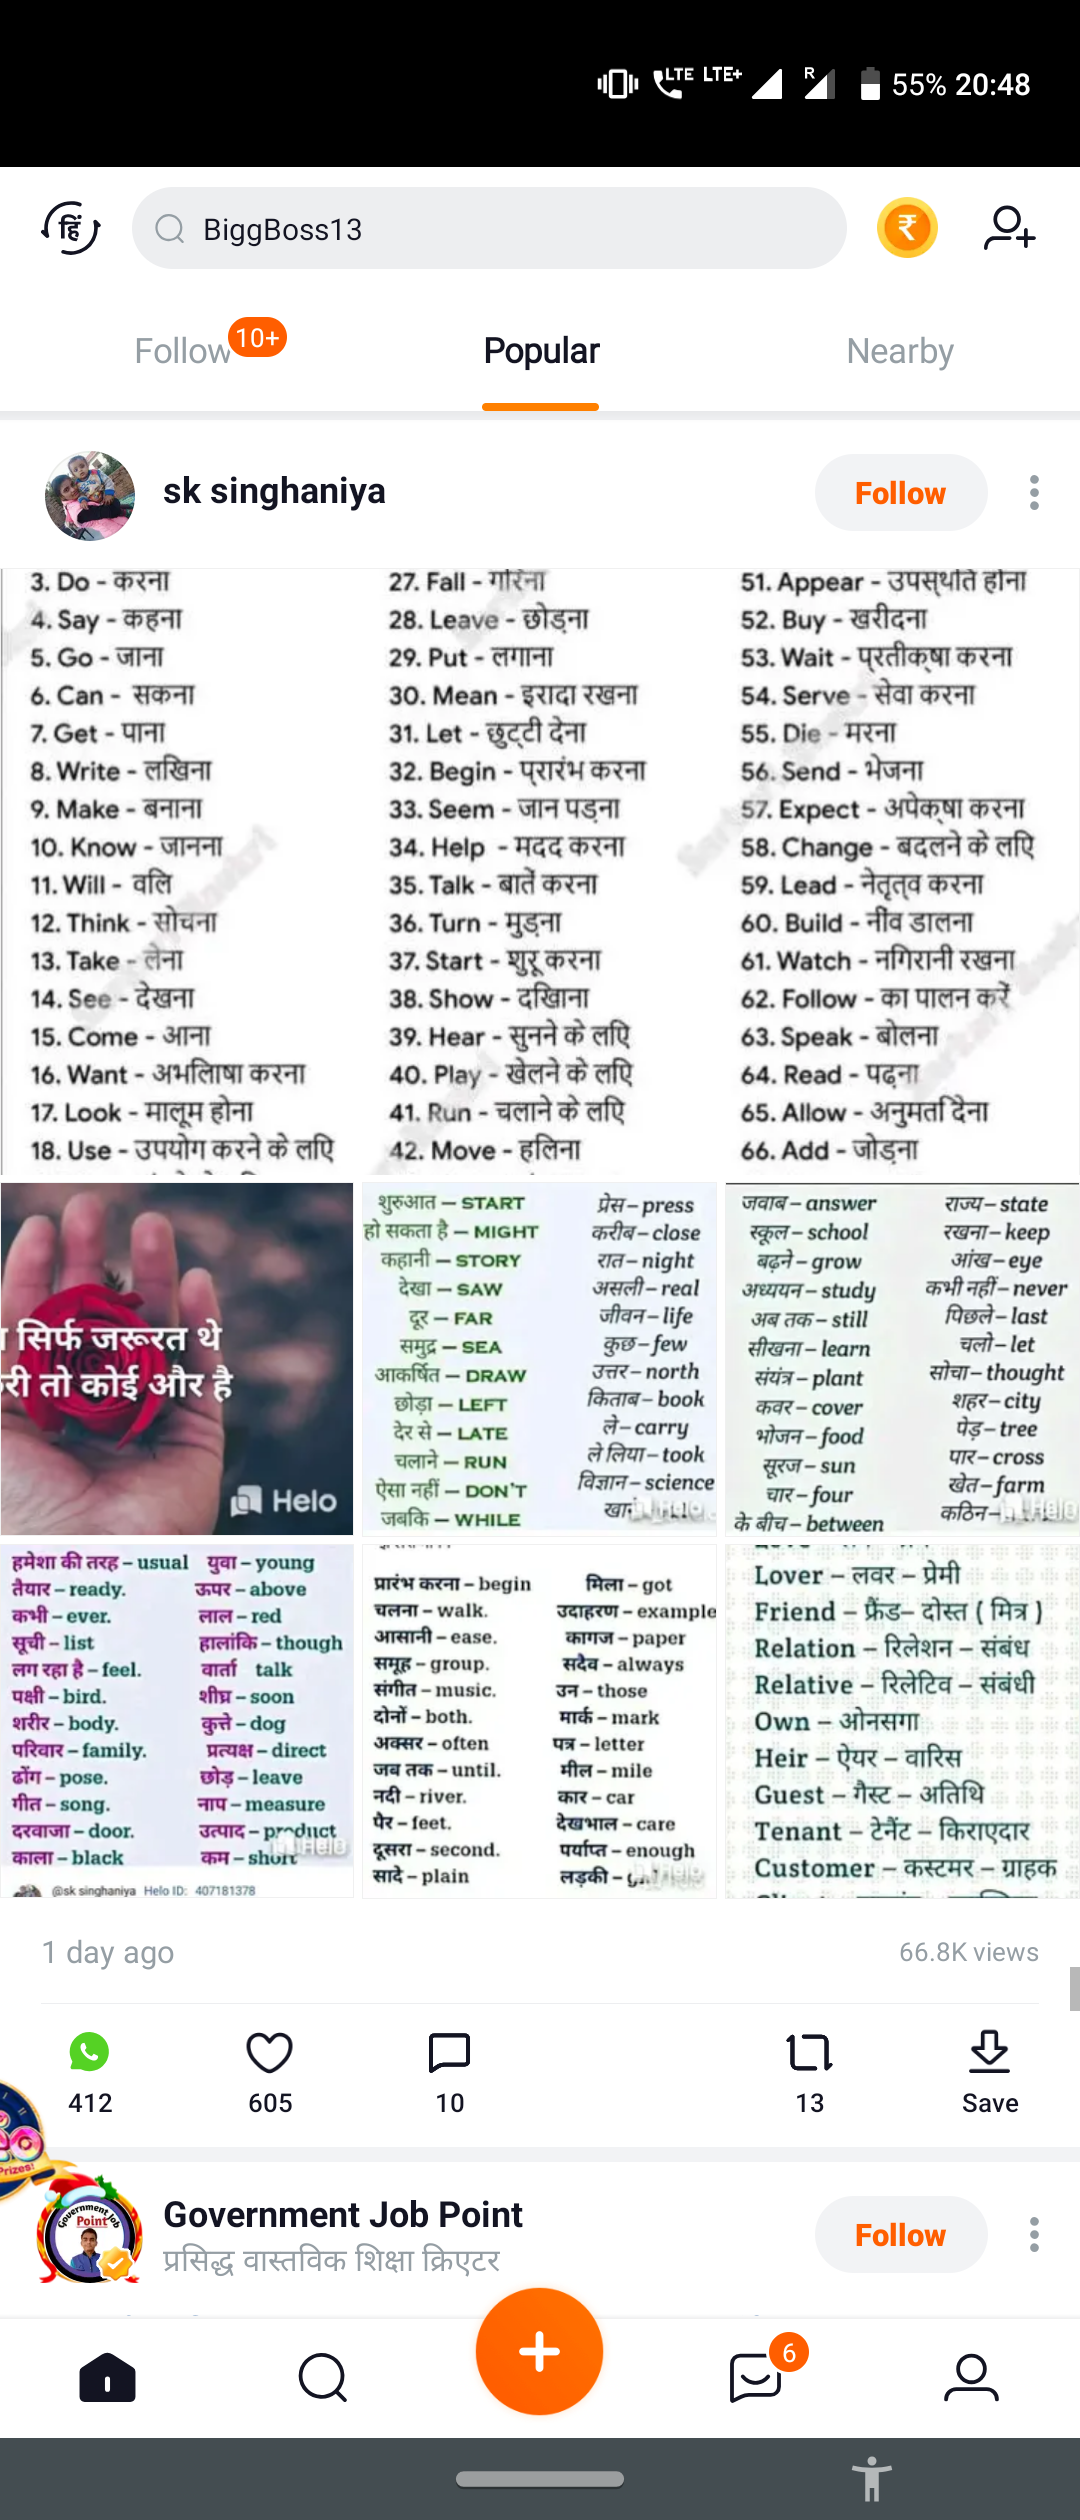 LTE LTE+ R 55% 20:48
हिं BiggBoss13 ₹
Follow 10+ Popular Nearby
sk singhaniya Follow
3. Do - करना
4. Say - कहना
5. Go - जाना
6. Can - सकना
7. Get - पाना
8. Write - लखिना
9. Make - बनाना
10. Know - जानना
11. Will - वलि
12. Think - सोचना
13. Take - लेना
14. See - देखना
15. Come - आना
16. Want - अभलिाषा करना
17. Look - मालूम होना
18. Use - उपयोग करने के लएि
27. Fall - गरिना
28. Leave - छोड़ना
29. Put - लगाना
30. Mean - इरादा रखना
31. Let - छुट्टी देना
32. Begin - प्रारंभ करना
33. Seem - जान पड़ना
34. Help - मदद करना
35. Talk - बातें करना
36. Turn - मुड़ना
37. Start - शुरू करना
38. Show - दखिाना
39. Hear - सुनने के लएि
40. Play - खेलने के लएि
41. Run - चलाने के लएि
42. Move - हलिना
51. Appear - उपस्थति होना
52. Buy - खरीदना
53. Wait - प्रतीक्षा करना
54. Serve - सेवा करना
55. Die - मरना
56. Send - भेजना
57. Expect - अपेक्षा करना
58. Change - बदलने के लएि
59. Lead - नेतृत्व करना
60. Build - नींव डालना
61. Watch - नगिरानी रखना
62. Follow - का पालन करें
63. Speak - बोलना
64. Read - पढ़ना
65. Allow - अनुमति देना
66. Add - जोड़ना
सिर्फ जरूरत थे
तो कोई और है
Helo
शुरुआत – START
हो सकता है – MIGHT
कहानी – STORY
देखा – SAW
दूर – FAR
समुद्र – SEA
आकर्षित – DRAW
छोड़ा – LEFT
देर से – LATE
चलाने – RUN
ऐसा नहीं – DON'T
जबकि – WHILE
प्रेस – press
करीब – close
रात – night
असली – real
जीवन – life
कुछ – few
उत्तर – north
किताब – book
ले – carry
ले लिया – took
विज्ञान – science
Helo
जवाब – answer
स्कूल – school
बढ़ने – grow
अध्ययन – study
अब तक – still
सीखना – learn
संयंत्र – plant
कवर – cover
भोजन – food
सूरज – sun
चार – four
के बीच – between
राज्य – state
रखना – keep
आंख – eye
कभी नहीं – never
पिछले – last
चलो – let
सोचा – thought
शहर – city
पेड़ – tree
पार – cross
खेत – farm
कठिन –
Helo
हमेशा की तरह – usual
तैयार – ready.
कभी – ever.
सूची – list
लग रहा है – feel.
पक्षी – bird.
शरीर – body.
परिवार – family.
ढोंग – pose.
गीत – song.
दरवाजा – door.
काला – black
युवा – young
ऊपर – above
लाल – red
हालांकि – though
वार्ता talk
शीघ्र – soon
कुत्ते – dog
प्रत्यक्ष – direct
छोड़ – leave
नाप – measure
उत्पाद – product
कम – short
Helo
@sk singhaniya Helo ID: 407181378
प्रारंभ करना – begin
चलना – walk.
आसानी – ease.
समूह – group.
संगीत – music.
दोनों – both.
अक्सर – often
जब तक – until.
नदी – river.
पैर – feet.
दूसरा – second.
सादे – plain
मिला – got
उदाहरण – example
कागज – paper
सदैव – always
उन – those
मार्क – mark
पत्र – letter
मील – mile
कार – car
देखभाल – care
पर्याप्त – enough
लड़की –
Helo
Lover – लवर – प्रेमी
Friend – फ्रैंड– दोस्त ( मित्र )
Relation – रिलेशन – संबंध
Relative – रिलेटिव – संबंधी
Own – ओनसगा
Heir – ऐयर – वारिस
Guest – गैस्ट – अतिथि
Tenant – टेनैंट – किराएदार
Customer – कस्टमर – ग्राहक
1 day ago 66.8K views
412 605 10 13 Save
Prizes!
Government Job Point
Government Job Point Follow
प्रसिद्ध वास्तविक शिक्षा क्रिएटर
6